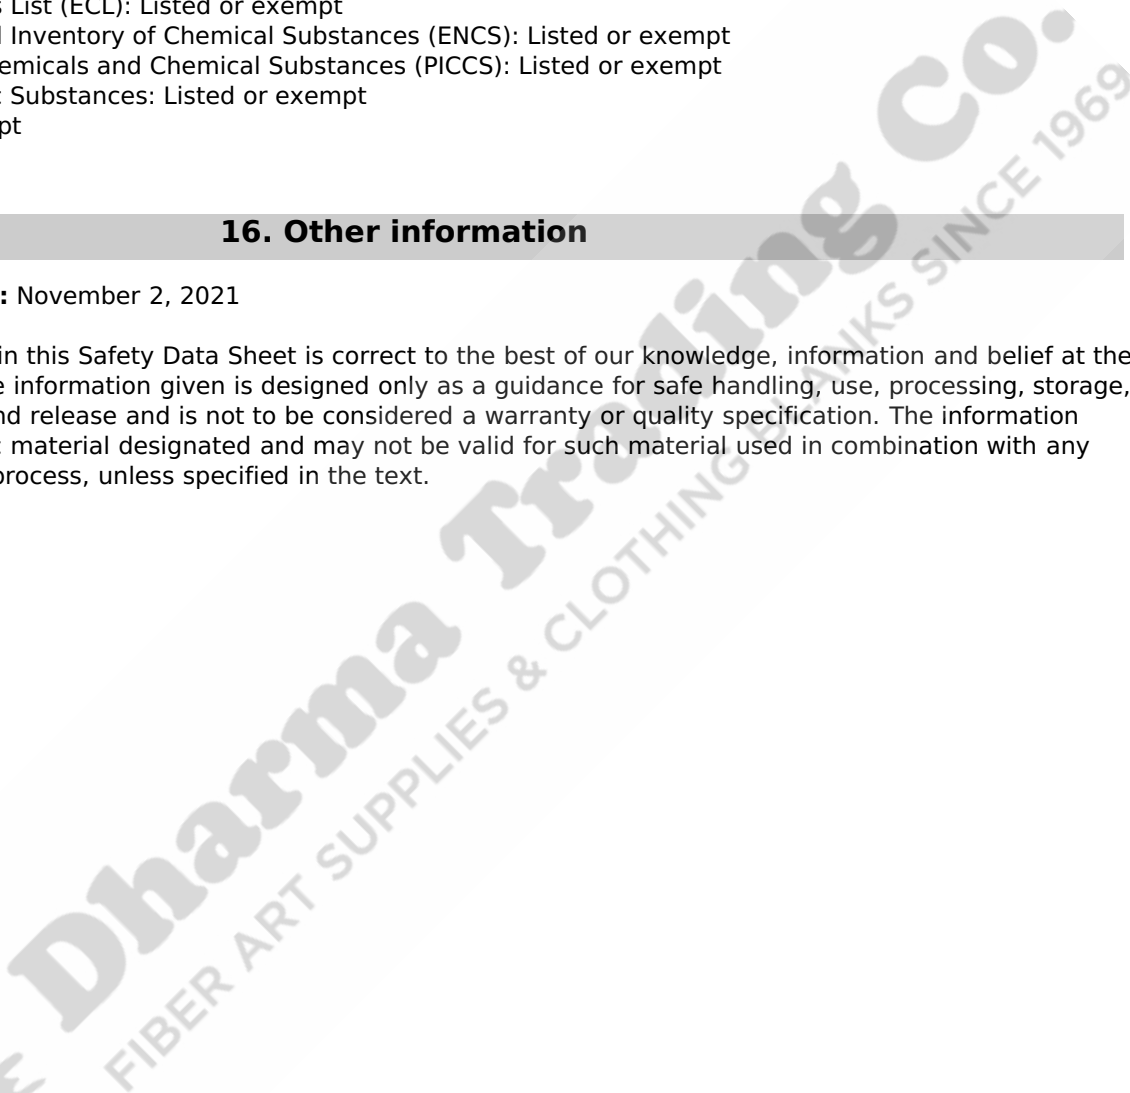 List (ECL): Listed or exempt
Inventory of Chemical Substances (ENCS): Listed or exempt
emicals and Chemical Substances (PICCS): Listed or exempt
Substances: Listed or exempt
pt
16. Other information
: November 2, 2021
in this Safety Data Sheet is correct to the best of our knowledge, information and belief at the
e information given is designed only as a guidance for safe handling, use, processing, storage,
nd release and is not to be considered a warranty or quality specification. The information
material designated and may not be valid for such material used in combination with any
process, unless specified in the text.
Dharma Trading Co.
FIBER ART SUPPLIES & CLOTHING BLANKS SINCE 1969